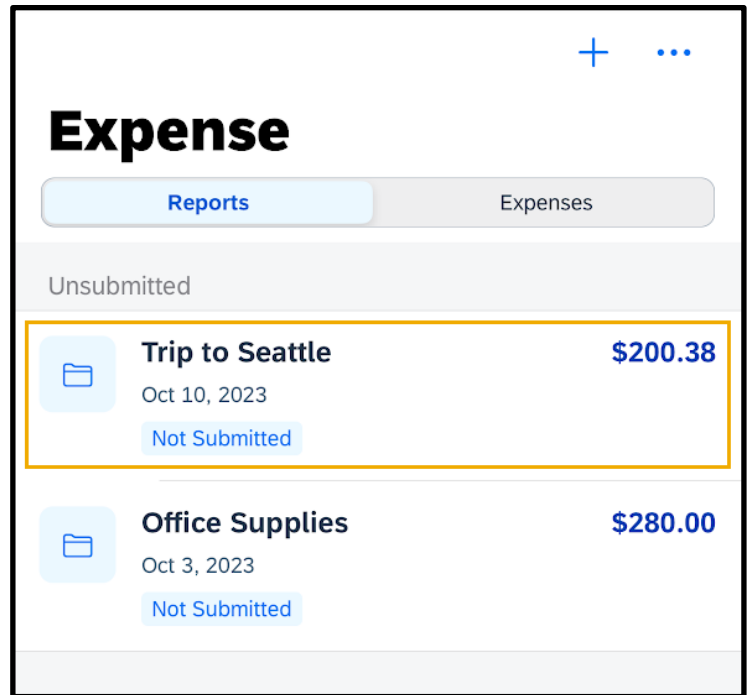 Expense
Reports Expenses
Unsubmitted
Trip to Seattle $200.38
Oct 10, 2023
Not Submitted
Office Supplies $280.00
Oct 3, 2023
Not Submitted